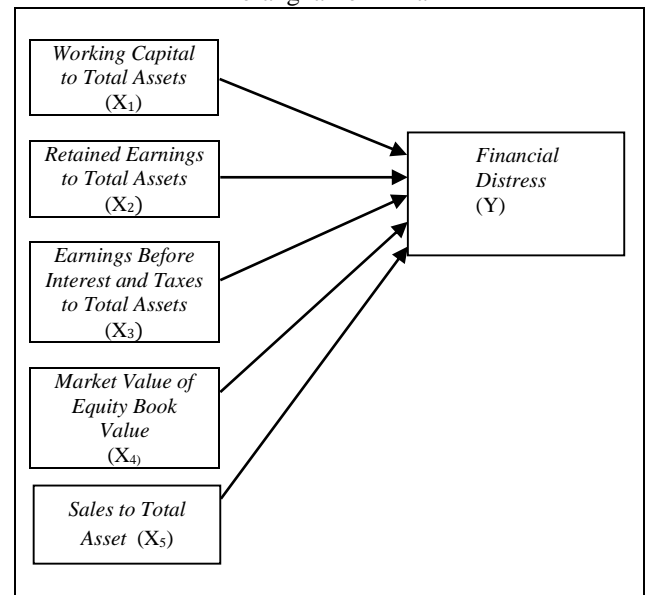 Working Capital
to Total Assets
(X₁)
Retained Earnings
to Total Assets
(X₂)
Earnings Before
Interest and Taxes
to Total Assets
(X₃)
Market Value of
Equity Book
Value
(X₄)
Sales to Total
Asset (X₅)
Financial
Distress
(Y)